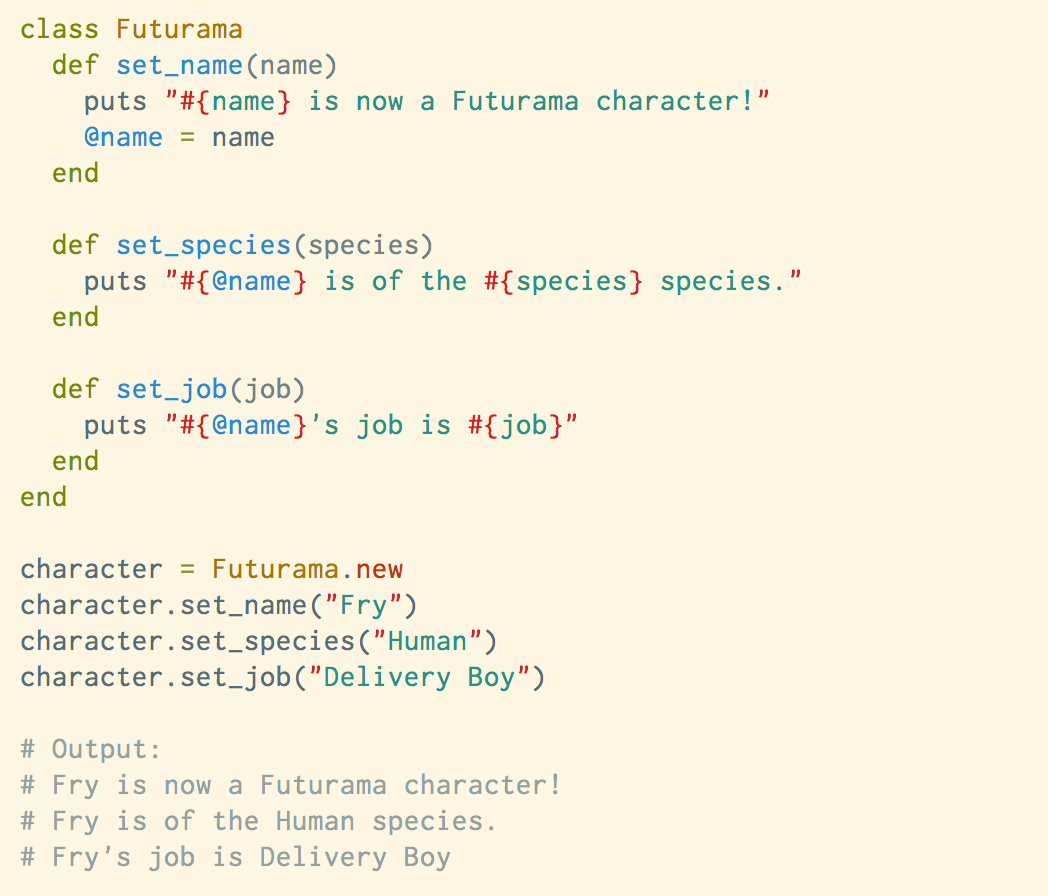 class Futurama
  def set_name(name)
    puts "#{name} is now a Futurama character!"
    @name = name
  end

  def set_species(species)
    puts "#{@name} is of the #{species} species."
  end

  def set_job(job)
    puts "#{@name}'s job is #{job}"
  end
end

character = Futurama.new
character.set_name("Fry")
character.set_species("Human")
character.set_job("Delivery Boy")

# Output:
# Fry is now a Futurama character!
# Fry is of the Human species.
# Fry's job is Delivery Boy